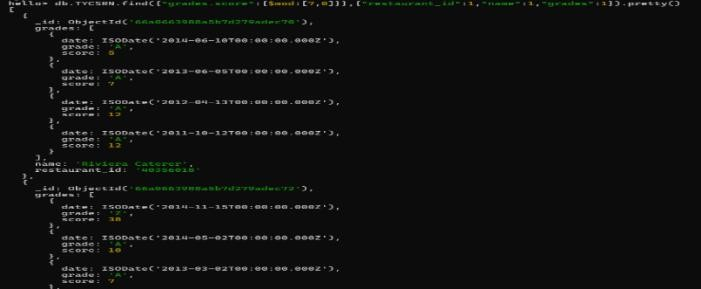 hello> db.TYCSRN.find({"grades.score":{$mod:[7,0]}},{"restaurant_id":1,"name":1,"grades":1}).pretty()
[
{
_id: ObjectId('66a0663988a5b7d279adec70'),
grades: [
{
date: ISODate('2014-06-10T00:00:00.000Z'),
grade: 'A',
score: 5
},
{
date: ISODate('2013-06-05T00:00:00.000Z'),
grade: 'A',
score: 7
},
{
date: ISODate('2012-04-13T00:00:00.000Z'),
grade: 'A',
score: 12
},
{
date: ISODate('2011-10-12T00:00:00.000Z'),
grade: 'A',
score: 12
}
],
name: 'Riviera Caterer',
restaurant_id: '40356018'
},
{
_id: ObjectId('66a0663988a5b7d279adec72'),
grades: [
{
date: ISODate('2014-11-15T00:00:00.000Z'),
grade: 'Z',
score: 38
},
{
date: ISODate('2014-05-02T00:00:00.000Z'),
grade: 'A',
score: 10
},
{
date: ISODate('2013-03-02T00:00:00.000Z'),
grade: 'A',
score: 7
},